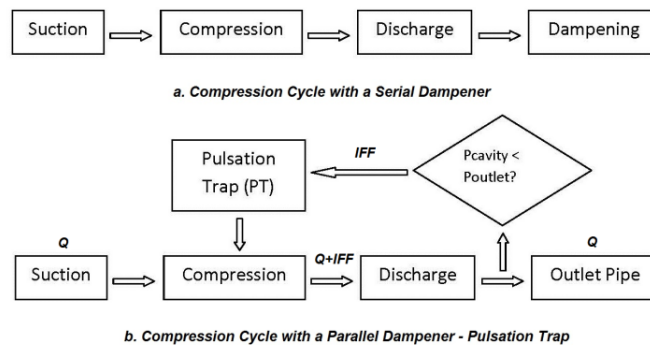 Suction
Compression
Discharge
Dampening
a. Compression Cycle with a Serial Dampener
IFF
Pulsation
Trap (PT)
Pcavity <
Poutlet?
Q
Q+IFF
Q
Suction
Compression
Discharge
Outlet Pipe
b. Compression Cycle with a Parallel Dampener - Pulsation Trap